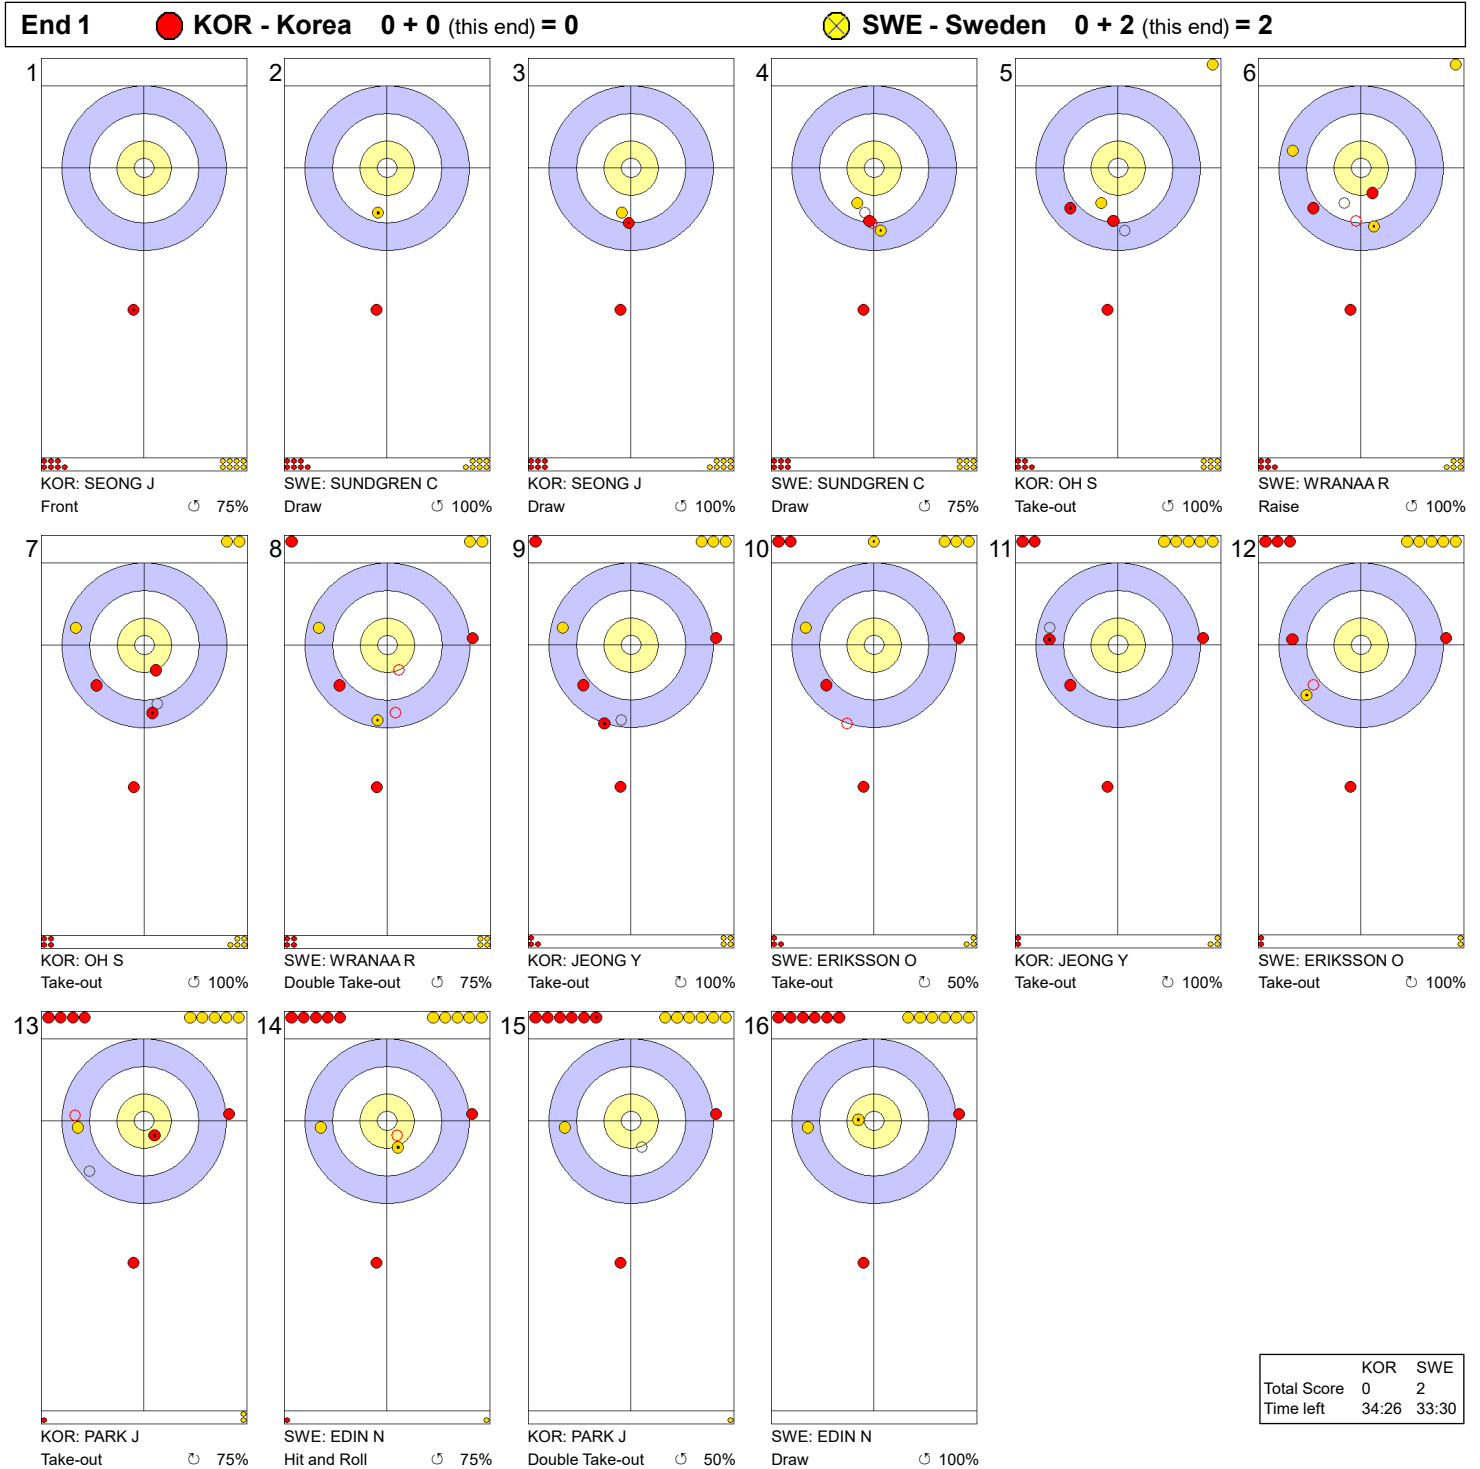 End 1 KOR - Korea 0 + 0 (this end) = 0 SWE - Sweden 0 + 2 (this end) = 2
1 2 3 4 5 6
KOR: SEONG J SWE: SUNDGREN C KOR: SEONG J SWE: SUNDGREN C KOR: OH S SWE: WRANAA R
Front 75% Draw 100% Draw 100% Draw 75% Take-out 100% Raise 100%
7 8 9 10 11 12
KOR: OH S SWE: WRANAA R KOR: JEONG Y SWE: ERIKSSON O KOR: JEONG Y SWE: ERIKSSON O
Take-out 100% Double Take-out 75% Take-out 100% Take-out 50% Take-out 100% Take-out 100%
13 14 15 16
KOR: PARK J SWE: EDIN N KOR: PARK J SWE: EDIN N
Take-out 75% Hit and Roll 75% Double Take-out 50% Draw 100%
KOR SWE
Total Score 0 2
Time left 34:26 33:30